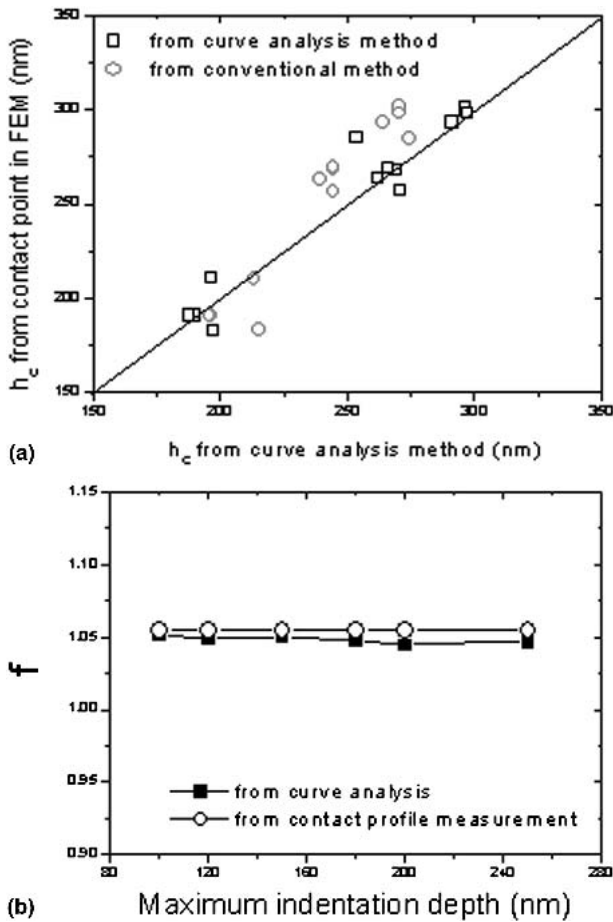 350
300
250
200
150
h_c from contact point in FEM (nm)
from curve analysis method
from conventional method
150 200 250 300 350
(a) h_c from curve analysis method (nm)
1.15
1.10
1.05
1.00
0.95
0.90
f
from curve analysis
from contact profile measurement
80 120 160 200 240 280
(b) Maximum indentation depth (nm)